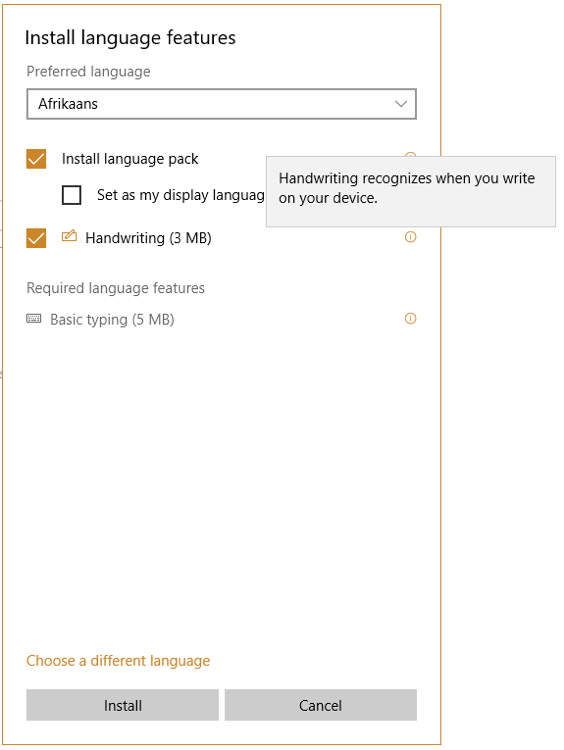 Install language features
Preferred language
Afrikaans
Install language pack
Set as my display languag
Handwriting recognizes when you write
on your device.
Handwriting (3 MB)
Required language features
Basic typing (5 MB)
Choose a different language
Install
Cancel